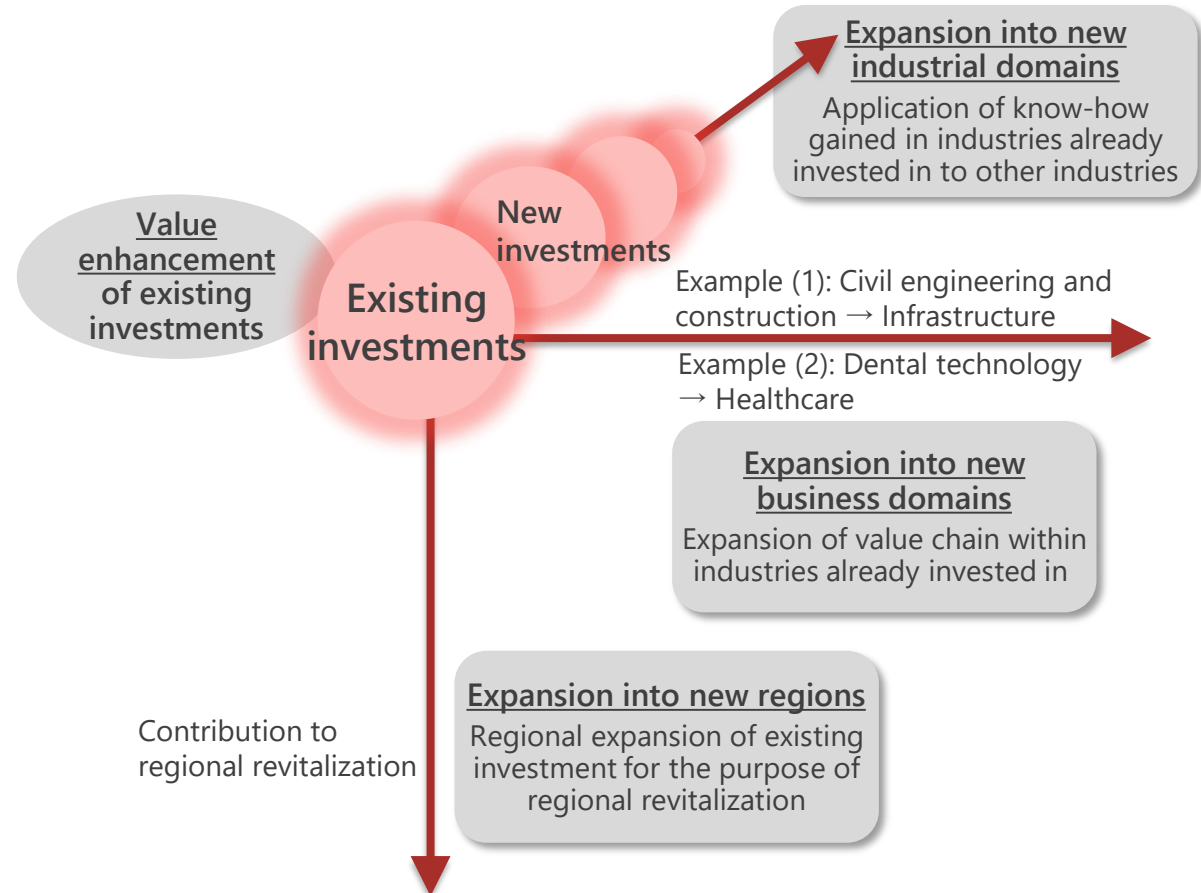 Expansion into new
industrial domains
Application of know-how
gained in industries already
invested in to other industries
Value
enhancement
of existing
investments
New
investments
Existing
investments
Example (1): Civil engineering and
construction → Infrastructure
Example (2): Dental technology
→ Healthcare
Expansion into new
business domains
Expansion of value chain within
industries already invested in
Contribution to
regional revitalization
Expansion into new regions
Regional expansion of existing
investment for the purpose of
regional revitalization